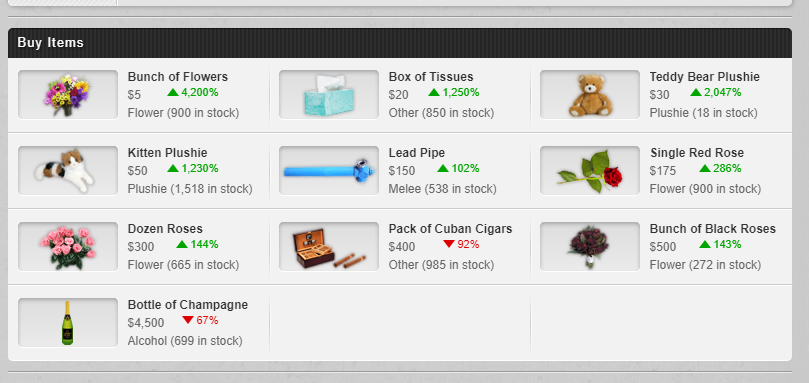 Buy Items
Bunch of Flowers
$5 4,200%
Flower (900 in stock)
Box of Tissues
$20 1,250%
Other (850 in stock)
Teddy Bear Plushie
$30 2,047%
Plushie (18 in stock)
Kitten Plushie
$50 1,230%
Plushie (1,518 in stock)
Lead Pipe
$150 102%
Melee (538 in stock)
Single Red Rose
$175 286%
Flower (900 in stock)
Dozen Roses
$300 144%
Flower (665 in stock)
Pack of Cuban Cigars
$400 92%
Other (985 in stock)
Bunch of Black Roses
$500 143%
Flower (272 in stock)
Bottle of Champagne
$4,500 67%
Alcohol (699 in stock)